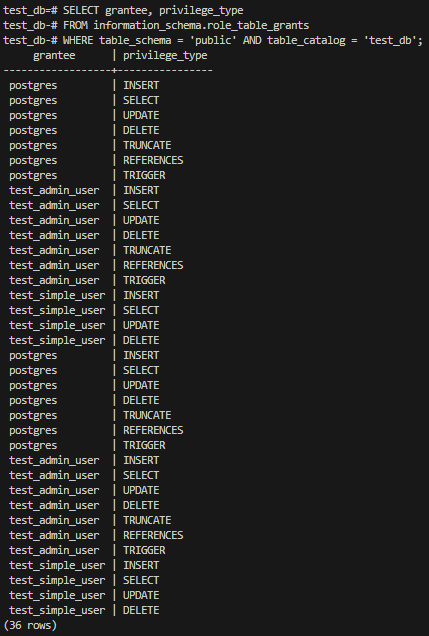 test_db=# SELECT grantee, privilege_type
test_db-# FROM information_schema.role_table_grants
test_db-# WHERE table_schema = 'public' AND table_catalog = 'test_db';
     grantee      | privilege_type
------------------+----------------
 postgres         | INSERT
 postgres         | SELECT
 postgres         | UPDATE
 postgres         | DELETE
 postgres         | TRUNCATE
 postgres         | REFERENCES
 postgres         | TRIGGER
 test_admin_user  | INSERT
 test_admin_user  | SELECT
 test_admin_user  | UPDATE
 test_admin_user  | DELETE
 test_admin_user  | TRUNCATE
 test_admin_user  | REFERENCES
 test_admin_user  | TRIGGER
 test_simple_user | INSERT
 test_simple_user | SELECT
 test_simple_user | UPDATE
 test_simple_user | DELETE
 postgres         | INSERT
 postgres         | SELECT
 postgres         | UPDATE
 postgres         | DELETE
 postgres         | TRUNCATE
 postgres         | REFERENCES
 postgres         | TRIGGER
 test_admin_user  | INSERT
 test_admin_user  | SELECT
 test_admin_user  | UPDATE
 test_admin_user  | DELETE
 test_admin_user  | TRUNCATE
 test_admin_user  | REFERENCES
 test_admin_user  | TRIGGER
 test_simple_user | INSERT
 test_simple_user | SELECT
 test_simple_user | UPDATE
 test_simple_user | DELETE
(36 rows)